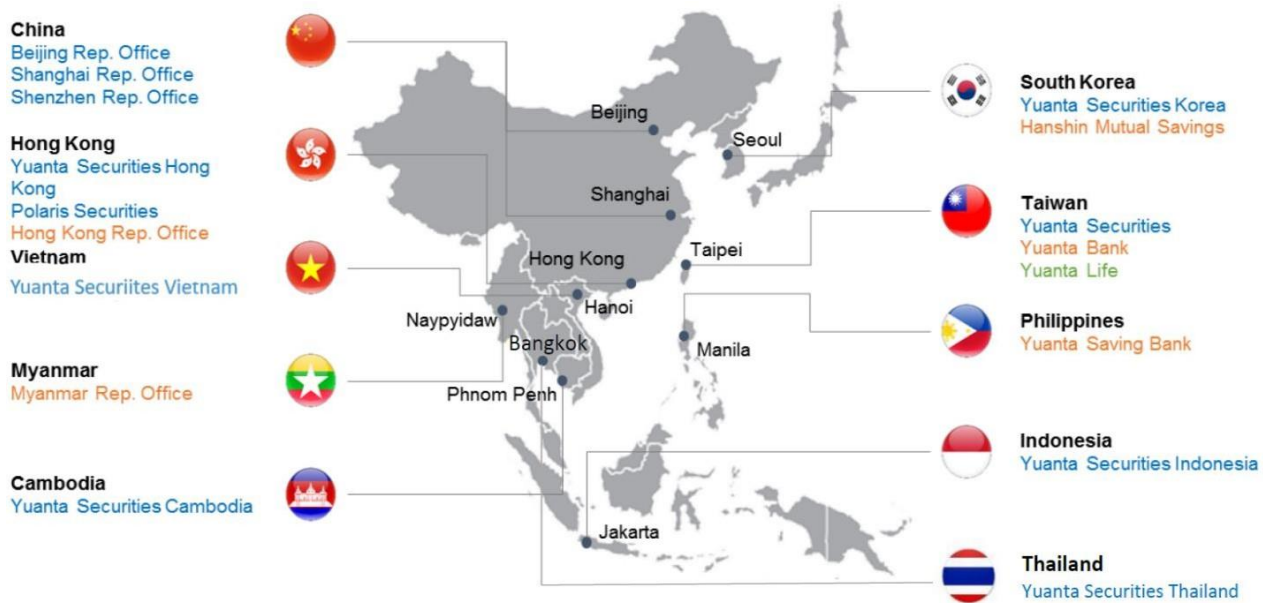 China
Beijing Rep. Office
Shanghai Rep. Office
Shenzhen Rep. Office
Hong Kong
Yuanta Securities Hong
Kong
Polaris Securities
Hong Kong Rep. Office
Vietnam
Yuanta Securiites Vietnam
Myanmar
Myanmar Rep. Office
Cambodia
Yuanta Securities Cambodia
Beijing
Seoul
Shanghai
Taipei
Hong Kong
Hanoi
Naypyidaw
Bangkok
Manila
Phnom Penh
Jakarta
South Korea
Yuanta Securities Korea
Hanshin Mutual Savings
Taiwan
Yuanta Securities
Yuanta Bank
Yuanta Life
Philippines
Yuanta Saving Bank
Indonesia
Yuanta Securities Indonesia
Thailand
Yuanta Securities Thailand